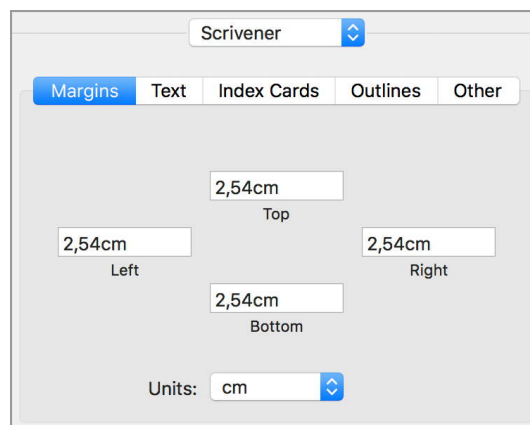 Scrivener
Margins Text Index Cards Outlines Other
2,54cm
Top
2,54cm 2,54cm
Left Right
2,54cm
Bottom
Units: cm